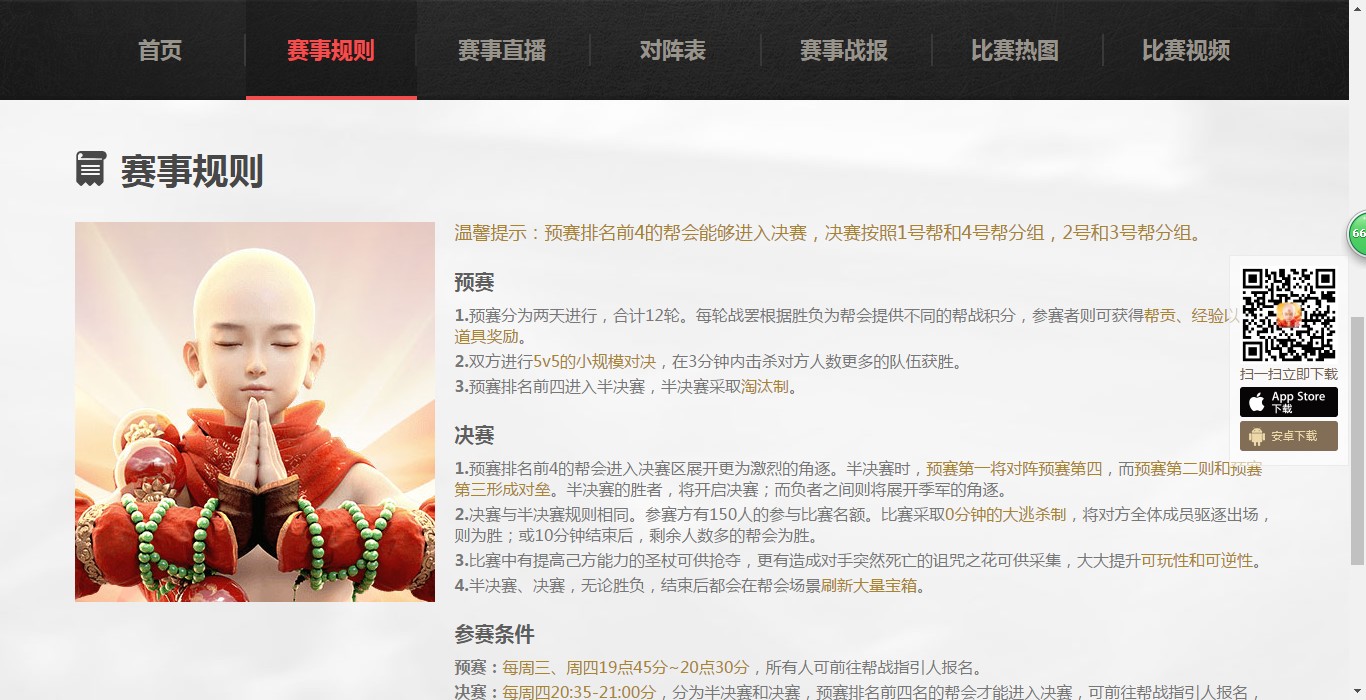 首页 赛事规则 赛事直播 对阵表 赛事战报 比赛热图 比赛视频
赛事规则
温馨提示：预赛排名前4的帮会能够进入决赛，决赛按照1号帮和4号帮分组，2号和3号帮分组。
预赛
1.预赛分为两天进行，合计12轮。每轮战罢根据胜负为帮会提供不同的帮战积分，参赛者则可获得帮贡、经验以
道具奖励。
2.双方进行5v5的小规模对决，在3分钟内击杀对方人数更多的队伍获胜。
3.预赛排名前四进入半决赛，半决赛采取淘汰制。
决赛
1.预赛排名前4的帮会进入决赛区展开更为激烈的角逐。半决赛时，预赛第一将对阵预赛第四，而预赛第二则和预赛
第三形成对垒。半决赛的胜者，将开启决赛；而负者之间则将展开季军的角逐。
2.决赛与半决赛规则相同。参赛方有150人的参与比赛名额。比赛采取0分钟的大逃杀制，将对方全体成员驱逐出场，
则为胜；或10分钟结束后，剩余人数多的帮会为胜。
3.比赛中有提高己方能力的圣杖可供抢夺，更有造成对手突然死亡的诅咒之花可供采集，大大提升可玩性和可逆性。
4.半决赛、决赛，无论胜负，结束后都会在帮会场景刷新大量宝箱。
参赛条件
预赛：每周三、周四19点45分~20点30分，所有人可前往帮战指引人报名。
决赛：每周四20:35-21:00分，分为半决赛和决赛，预赛排名前四名的帮会才能进入决赛，可前往帮战指引人报名，
66
扫一扫立即下载
App Store
下载
安卓下载